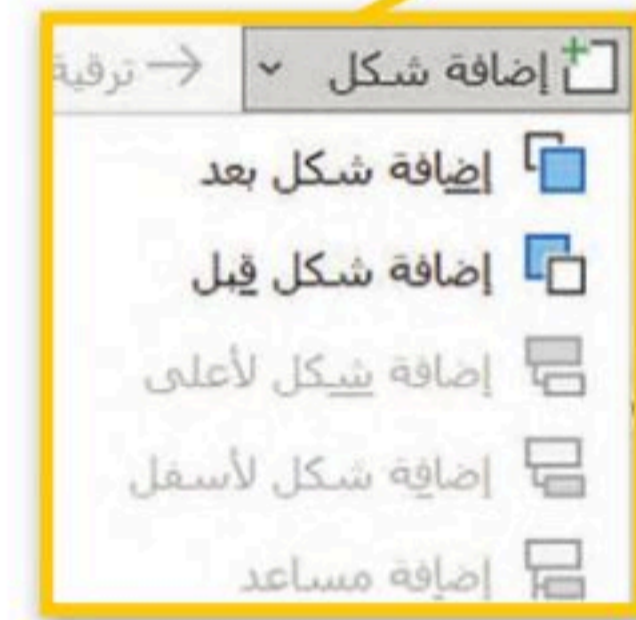 إضافة شكل
ترقية
إضافة شكل بعد
إضافة شكل قبل
إضافة شكل لأعلى
إضافة شكل لأسفل
إضافة مساعد